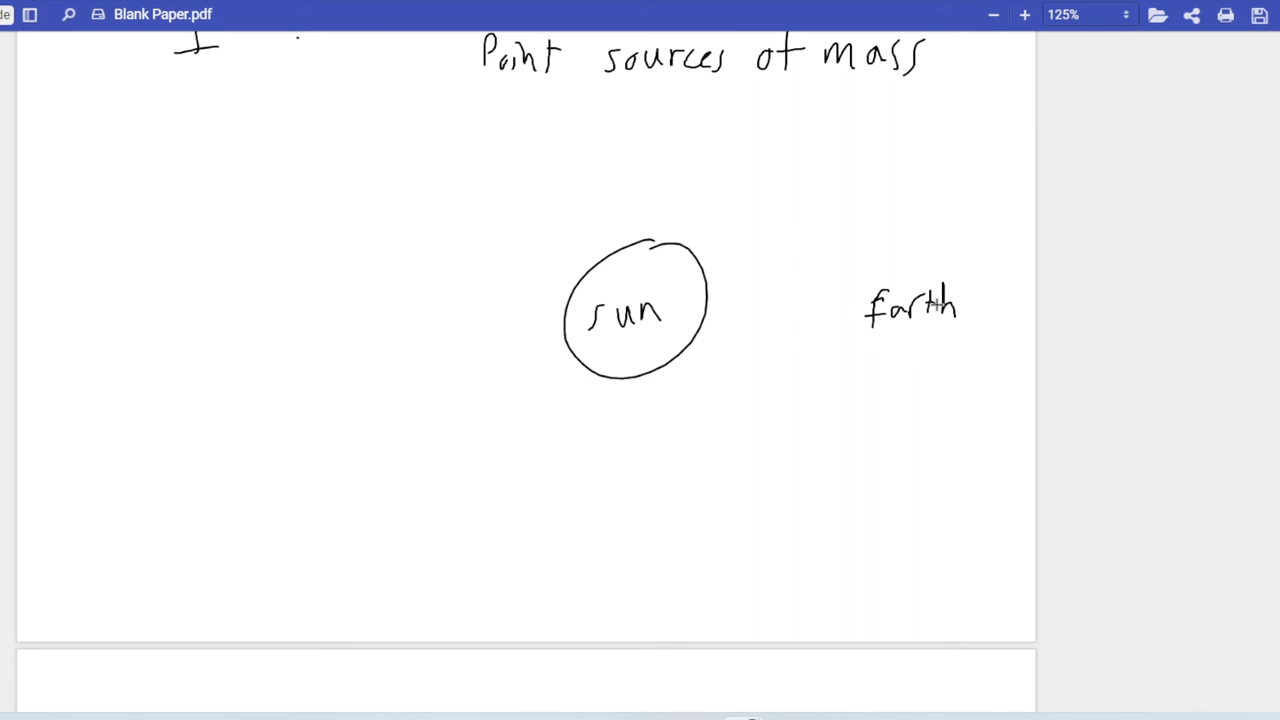 Blank Paper.pdf
125%
I
Point sources of mass
sun
Earth